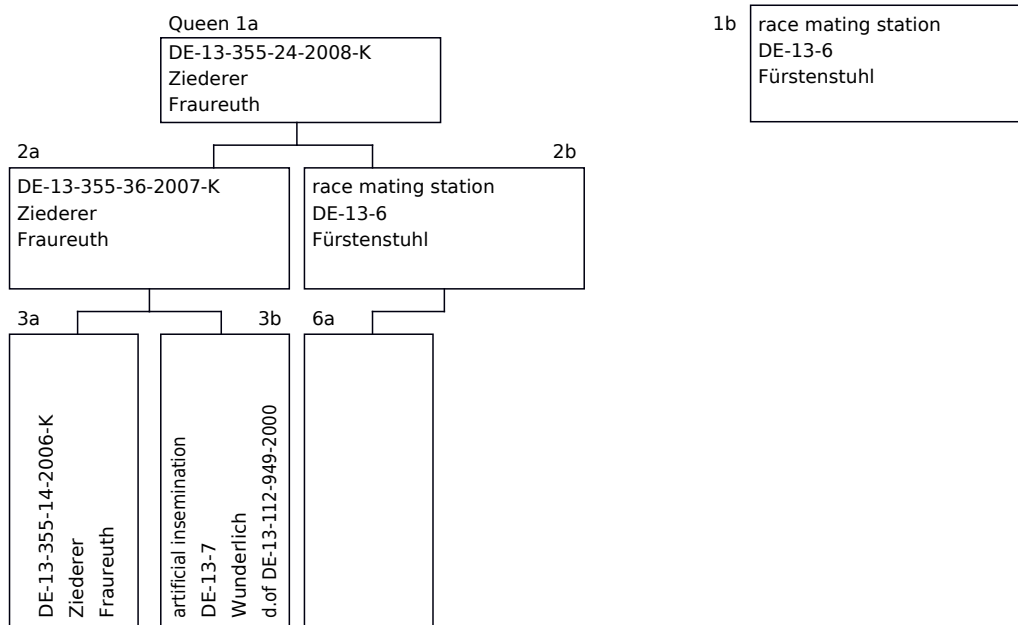 Queen 1a
DE-13-355-24-2008-K
Ziederer
Fraureuth
1b
race mating station
DE-13-6
Fürstenstuhl
2a
DE-13-355-36-2007-K
Ziederer
Fraureuth
2b
race mating station
DE-13-6
Fürstenstuhl
3a
DE-13-355-14-2006-K
Ziederer
Fraureuth
3b
artificial insemination
DE-13-7
Wunderlich
d.of DE-13-112-949-2000
6a